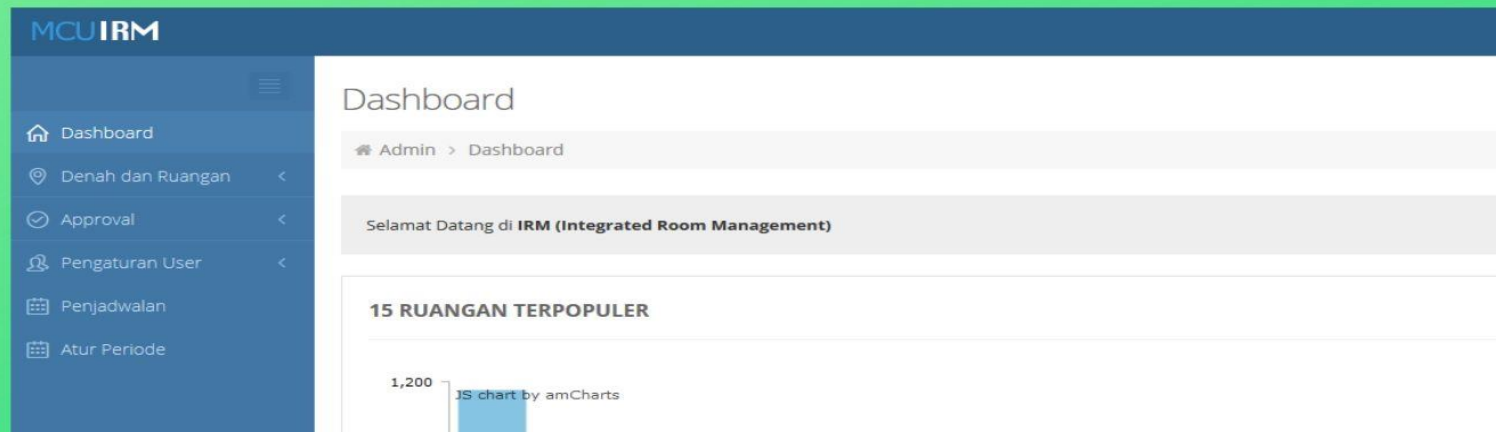 MCUIRM
Dashboard
Denah dan Ruangan
Approval
Pengaturan User
Penjadwalan
Atur Periode
Dashboard
Admin > Dashboard
Selamat Datang di IRM (Integrated Room Management)
15 RUANGAN TERPOPULER
1,200
JS chart by amCharts